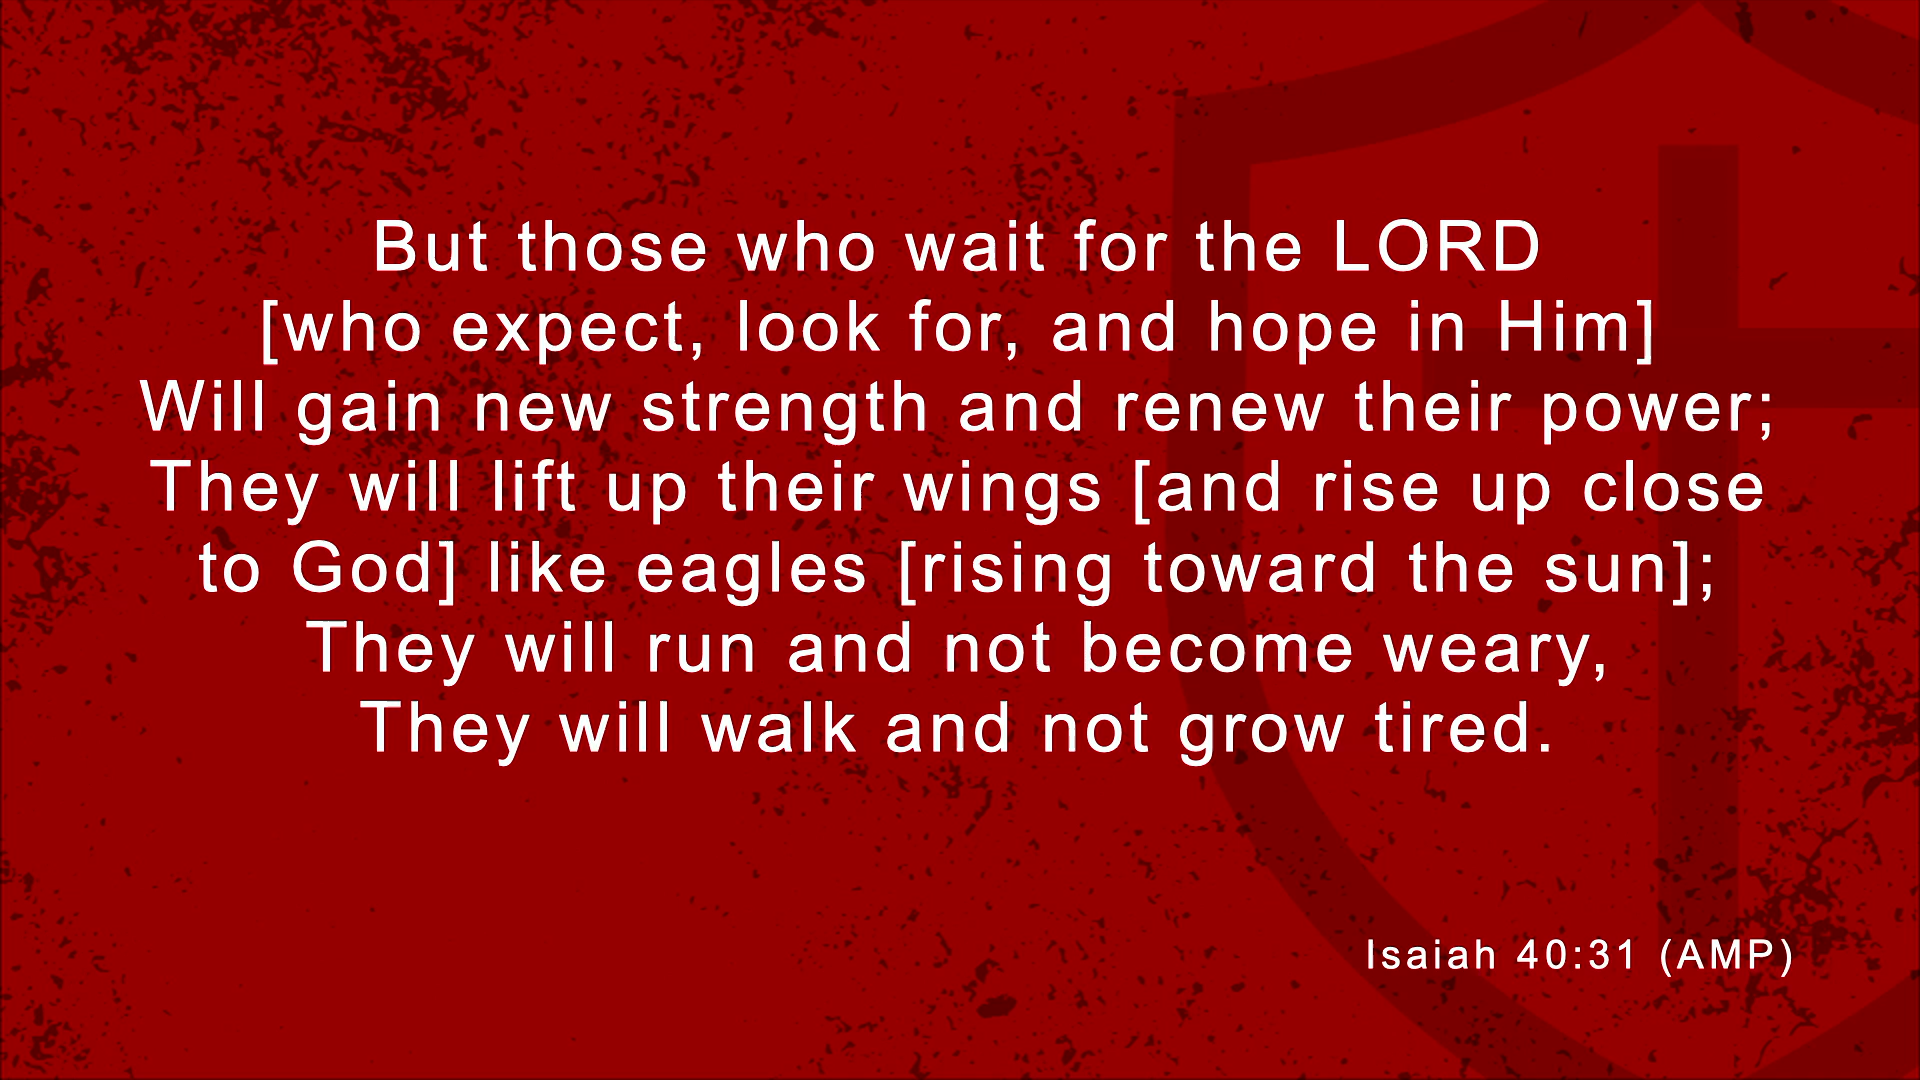 But those who wait for the LORD
[who expect, look for, and hope in Him]
Will gain new strength and renew their power;
They will lift up their wings [and rise up close
to God] like eagles [rising toward the sun];
They will run and not become weary,
They will walk and not grow tired.
Isaiah 40:31 (AMP)